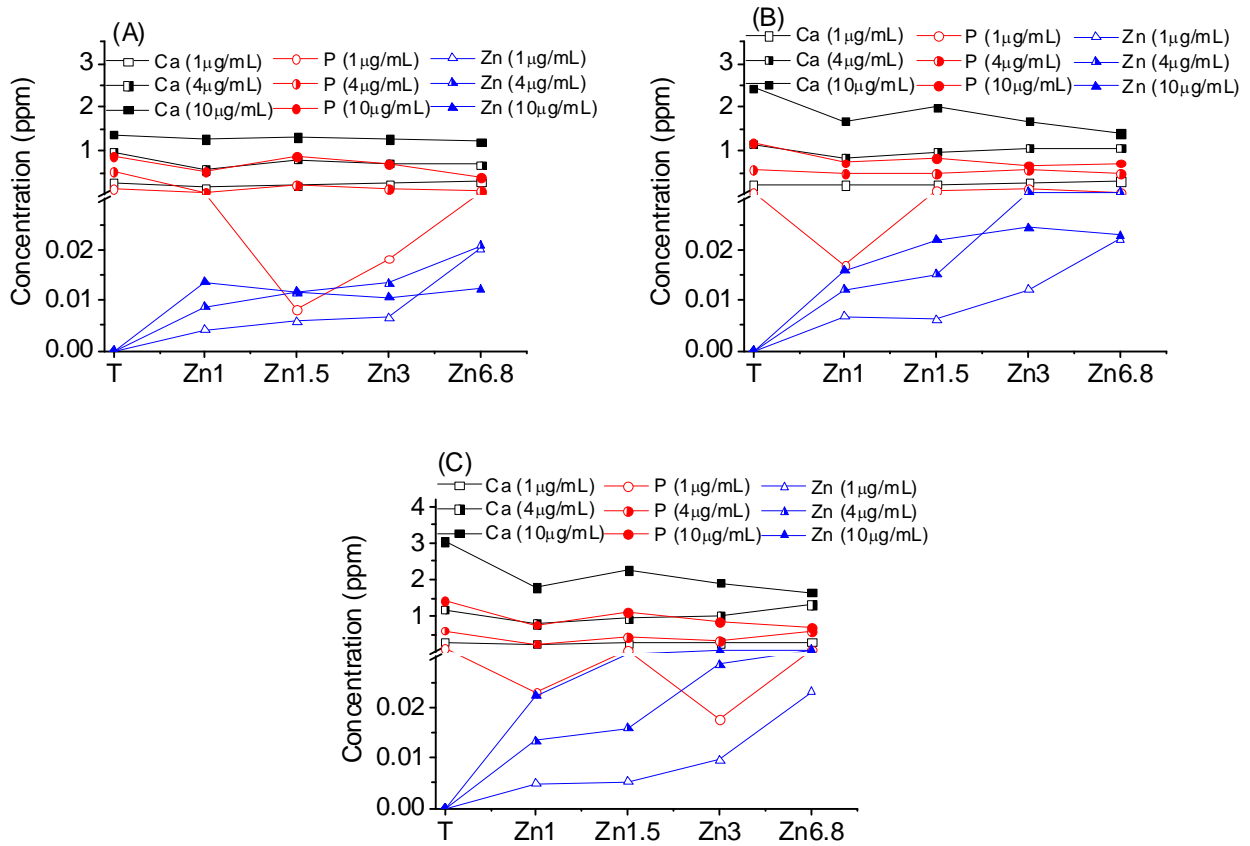 (A)
Ca (1μg/mL) P (1μg/mL) Zn (1μg/mL)
Ca (4μg/mL) P (4μg/mL) Zn (4μg/mL)
Ca (10μg/mL) P (10μg/mL) Zn (10μg/mL)
Concentration (ppm)
3
2
1
0.02
0.01
0.00
T Zn1 Zn1.5 Zn3 Zn6.8
(B)
Ca (1μg/mL) P (1μg/mL) Zn (1μg/mL)
Ca (4μg/mL) P (4μg/mL) Zn (4μg/mL)
Ca (10μg/mL) P (10μg/mL) Zn (10μg/mL)
Concentration (ppm)
3
2
1
0.02
0.01
0.00
T Zn1 Zn1.5 Zn3 Zn6.8
(C)
Ca (1μg/mL) P (1μg/mL) Zn (1μg/mL)
Ca (4μg/mL) P (4μg/mL) Zn (4μg/mL)
Ca (10μg/mL) P (10μg/mL) Zn (10μg/mL)
Concentration (ppm)
4
3
2
1
0.02
0.01
0.00
T Zn1 Zn1.5 Zn3 Zn6.8